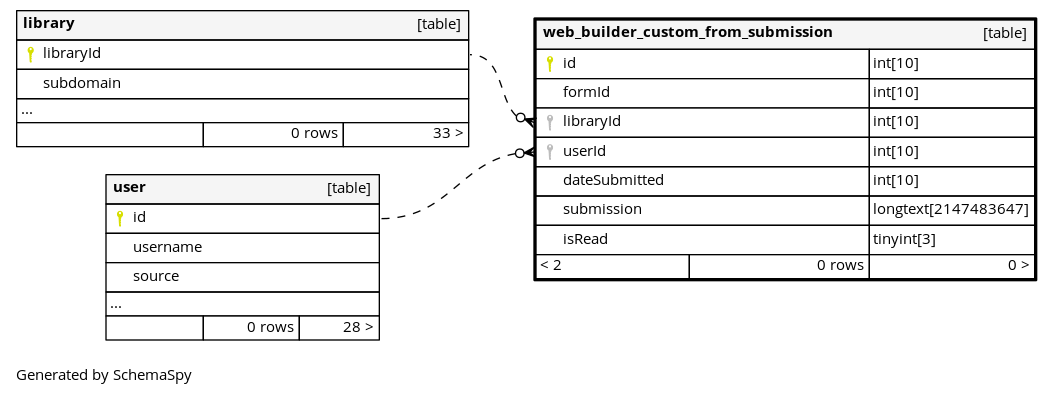 library [table]
libraryId
subdomain
...
0 rows 33 >
web_builder_custom_from_submission [table]
id int[10]
formId int[10]
libraryId int[10]
userId int[10]
dateSubmitted int[10]
submission longtext[2147483647]
isRead tinyint[3]
< 2 0 rows 0 >
user [table]
id
username
source
...
0 rows 28 >
Generated by SchemaSpy